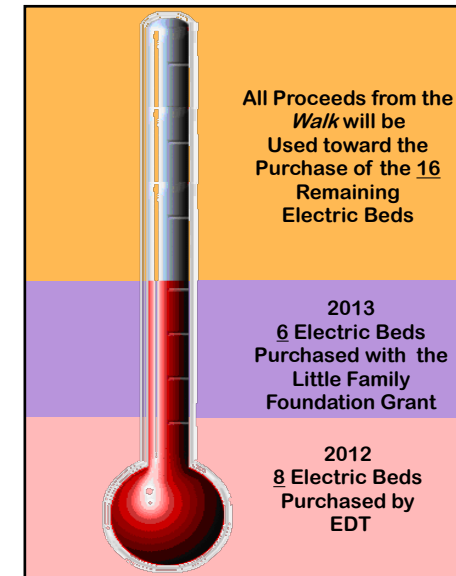 All Proceeds from the
Walk will be
Used toward the
Purchase of the 16
Remaining
Electric Beds
2013
6 Electric Beds
Purchased with the
Little Family
Foundation Grant
2012
8 Electric Beds
Purchased by
EDT